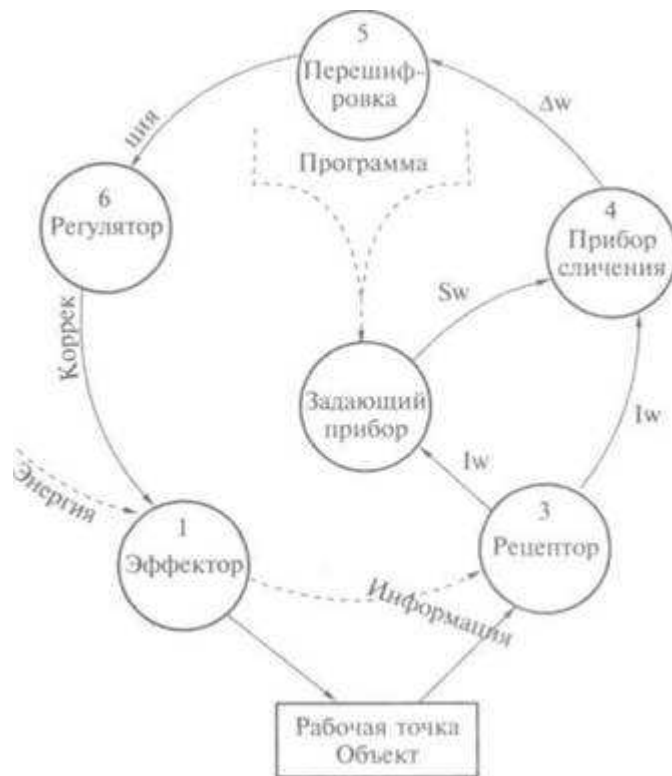 5
Перешиф-
ровка
Δw
ция
Программа
6
Регулятор
4
Прибор
сличения
Sw
Коррек
Задающий
прибор
Iw
Iw
Энергия
1
Эффектор
3
Рецептор
Информация
Рабочая точка
Объект